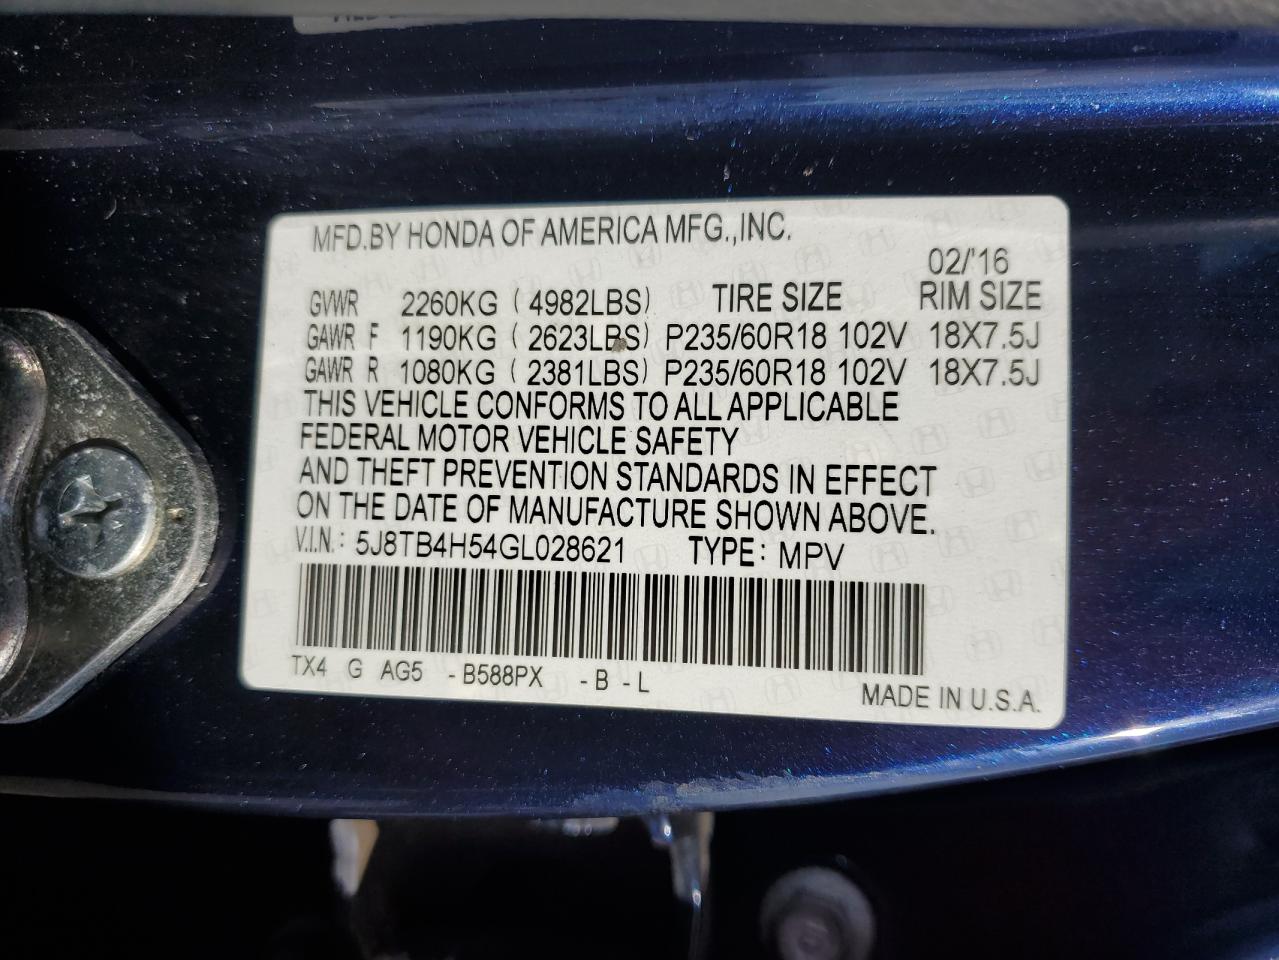 MFD.BY HONDA OF AMERICA MFG.,INC.
02/'16
GVWR 2260KG ( 4982LBS) TIRE SIZE RIM SIZE
GAWR F 1190KG ( 2623LBS) P235/60R18 102V 18X7.5J
GAWR R 1080KG ( 2381LBS) P235/60R18 102V 18X7.5J
THIS VEHICLE CONFORMS TO ALL APPLICABLE
FEDERAL MOTOR VEHICLE SAFETY
AND THEFT PREVENTION STANDARDS IN EFFECT
ON THE DATE OF MANUFACTURE SHOWN ABOVE.
V.I.N.: 5J8TB4H54GL028621 TYPE: MPV
TX4 G AG5 -B588PX -B -L
MADE IN U.S.A.